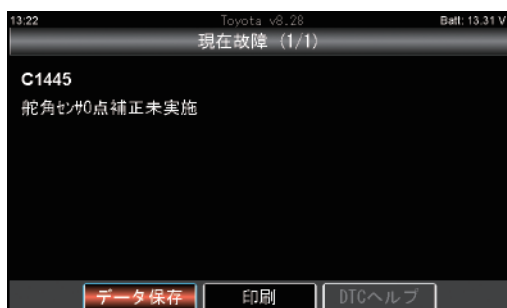 13:22 Toyota v8.28 Batt: 13.31 V
現在故障 (1/1)
C1445
舵角ｾﾝｻ0点補正未実施
データ保存 印刷 DTCヘルプ